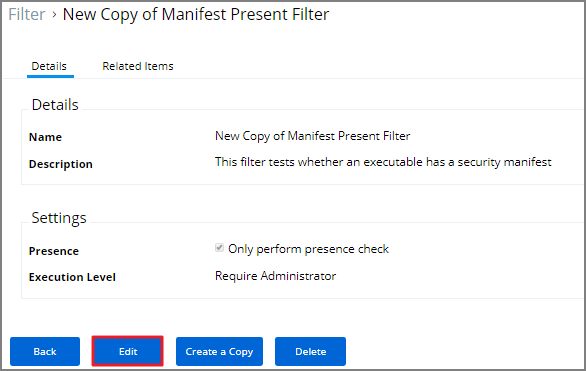 Filter › New Copy of Manifest Present Filter
Details Related Items
Details
Name New Copy of Manifest Present Filter
Description This filter tests whether an executable has a security manifest
Settings
Presence Only perform presence check
Execution Level Require Administrator
Back Edit Create a Copy Delete